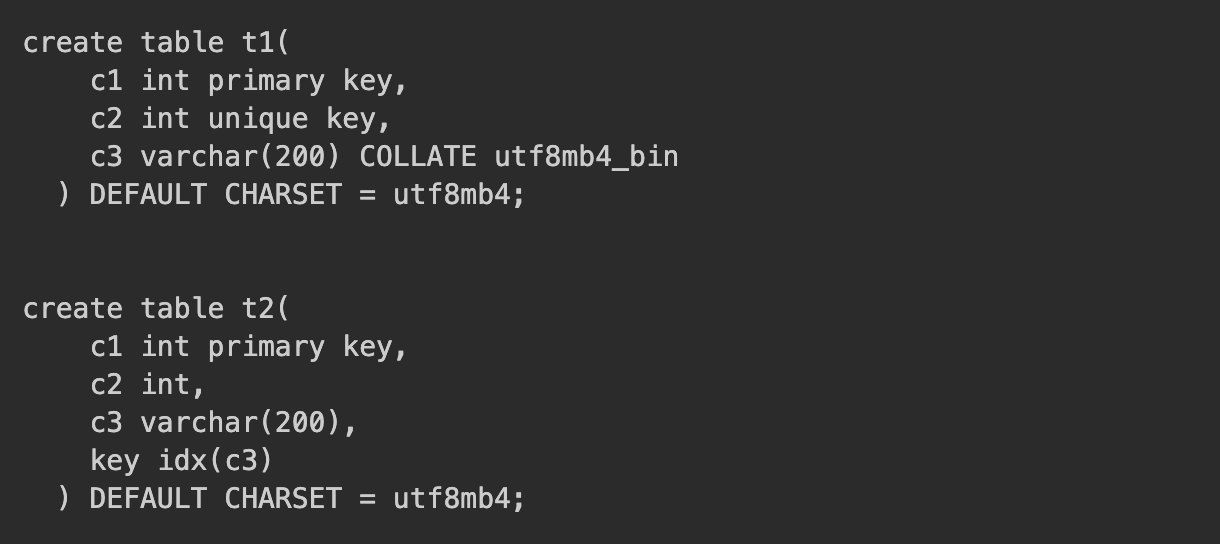 create table t1(
    c1 int primary key,
    c2 int unique key,
    c3 varchar(200) COLLATE utf8mb4_bin
  ) DEFAULT CHARSET = utf8mb4;
create table t2(
    c1 int primary key,
    c2 int,
    c3 varchar(200),
    key idx(c3)
  ) DEFAULT CHARSET = utf8mb4;